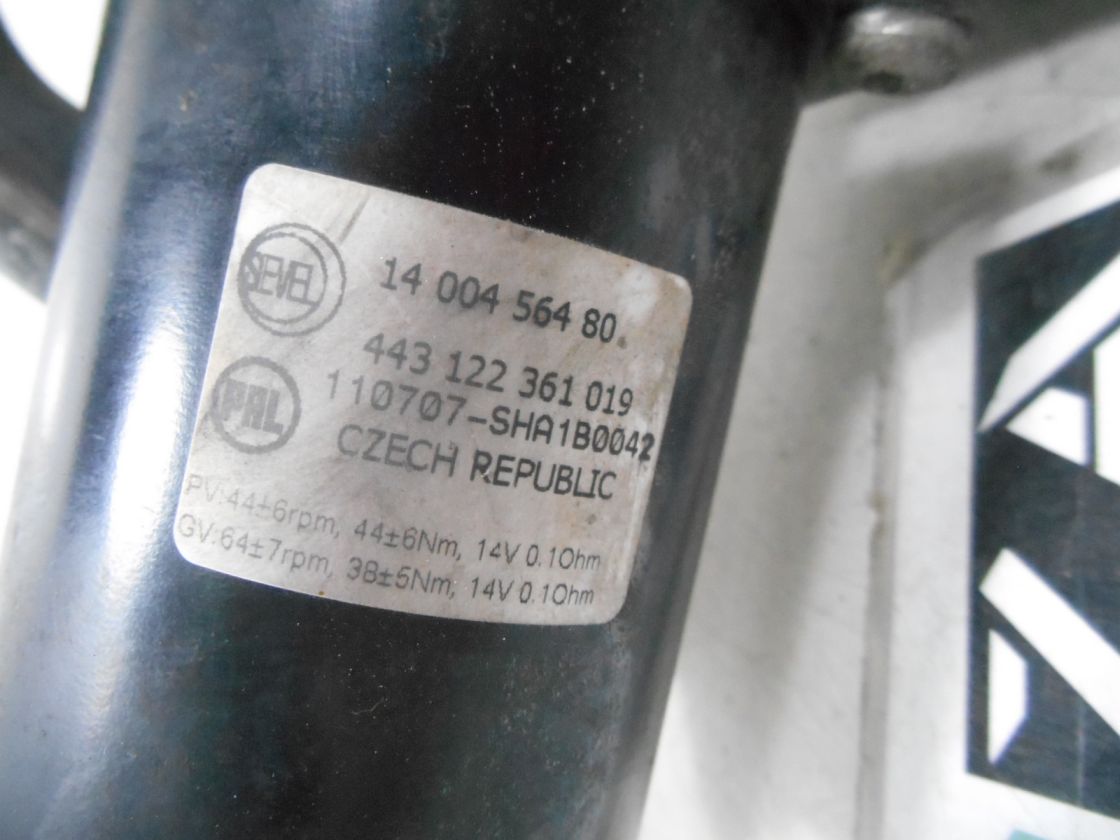 SIEVEL
14 004 564 80
443 122 361 019
PAL
110707-SHA1B0042
CZECH REPUBLIC
PV:44±6rpm, 44±6Nm, 14V 0.1Ohm
GV:64±7rpm, 38±5Nm, 14V 0.1Ohm